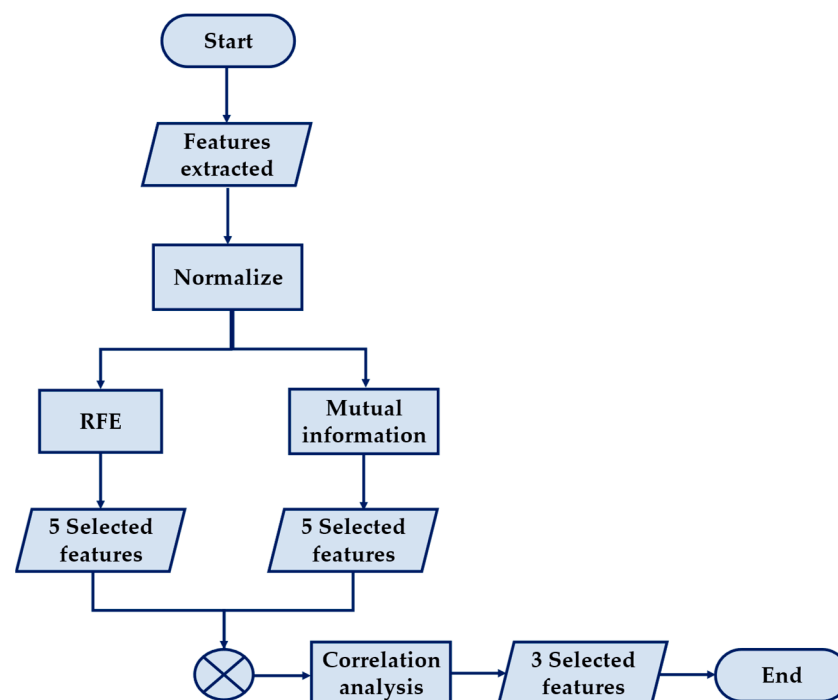 Start
Features
extracted
Normalize
RFE
Mutual
information
5 Selected
features
5 Selected
features
Correlation
analysis
3 Selected
features
End